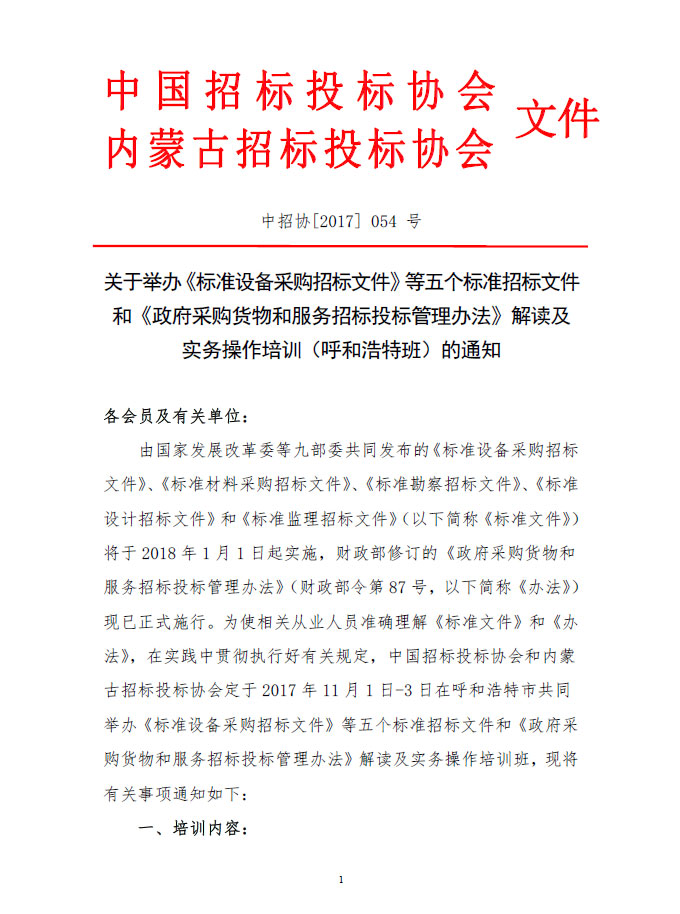 中国招标投标协会
内蒙古招标投标协会
文件
中招协[2017] 054 号
关于举办《标准设备采购招标文件》等五个标准招标文件
和《政府采购货物和服务招标投标管理办法》解读及
实务操作培训（呼和浩特班）的通知
各会员及有关单位：
由国家发展改革委等九部委共同发布的《标准设备采购招标
文件》、《标准材料采购招标文件》、《标准勘察招标文件》、《标准
设计招标文件》和《标准监理招标文件》（以下简称《标准文件》）
将于 2018 年 1 月 1 日起实施，财政部修订的《政府采购货物和
服务招标投标管理办法》（财政部令第 87 号，以下简称《办法》）
现已正式施行。为使相关从业人员准确理解《标准文件》和《办
法》，在实践中贯彻执行好有关规定，中国招标投标协会和内蒙
古招标投标协会定于 2017 年 11 月 1 日-3 日在呼和浩特市共同
举办《标准设备采购招标文件》等五个标准招标文件和《政府采
购货物和服务招标投标管理办法》解读及实务操作培训班，现将
有关事项通知如下：
一、培训内容：
1